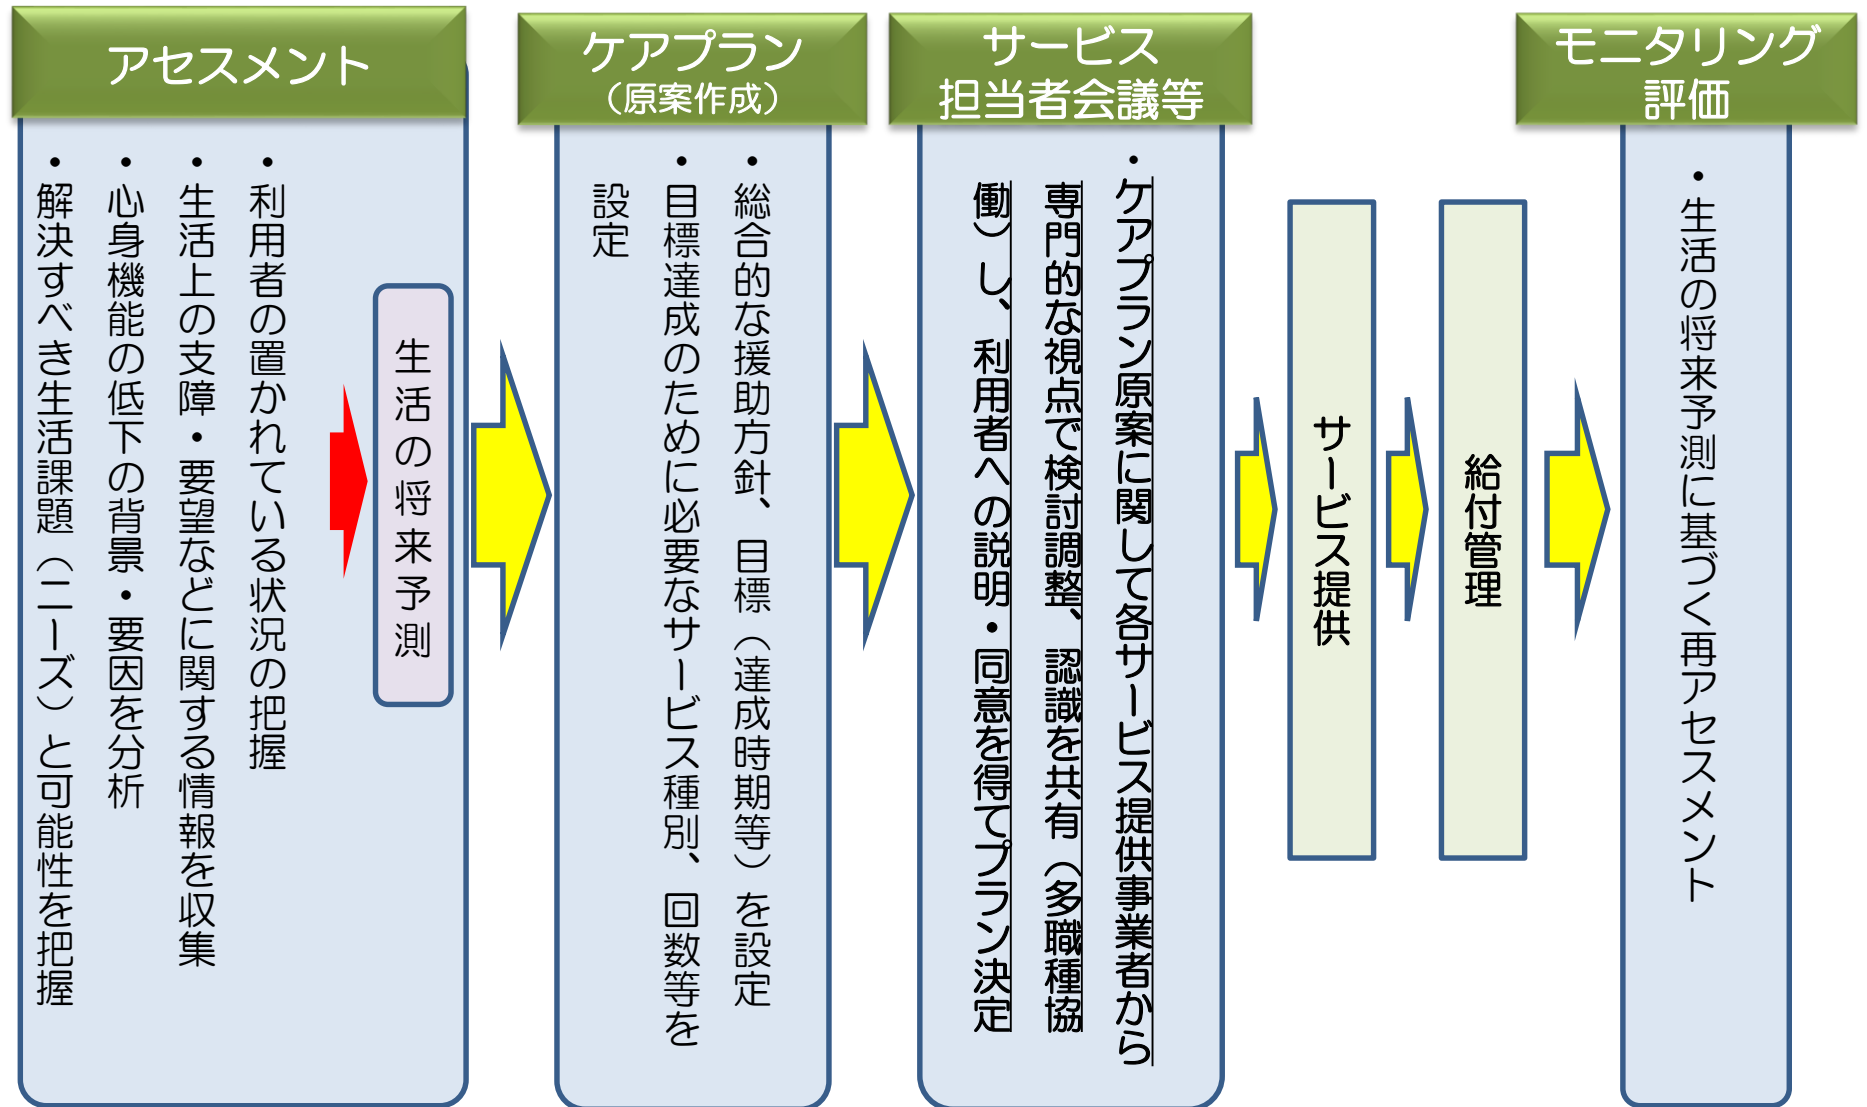 アセスメント
・利用者の置かれている状況の把握
・生活上の支障・要望などに関する情報を収集
・心身機能の低下の背景・要因を分析
・解決すべき生活課題（ニーズ）と可能性を把握
生活の将来予測
ケアプラン
（原案作成）
・総合的な援助方針、目標（達成時期等）を設定
・目標達成のために必要なサービス種別、回数等を
設定
サービス
担当者会議等
・ケアプラン原案に関して各サービス提供事業者から
専門的な視点で検討調整、認識を共有（多職種協
働）し、利用者への説明・同意を得てプラン決定
サービス提供
給付管理
モニタリング
評価
・生活の将来予測に基づく再アセスメント